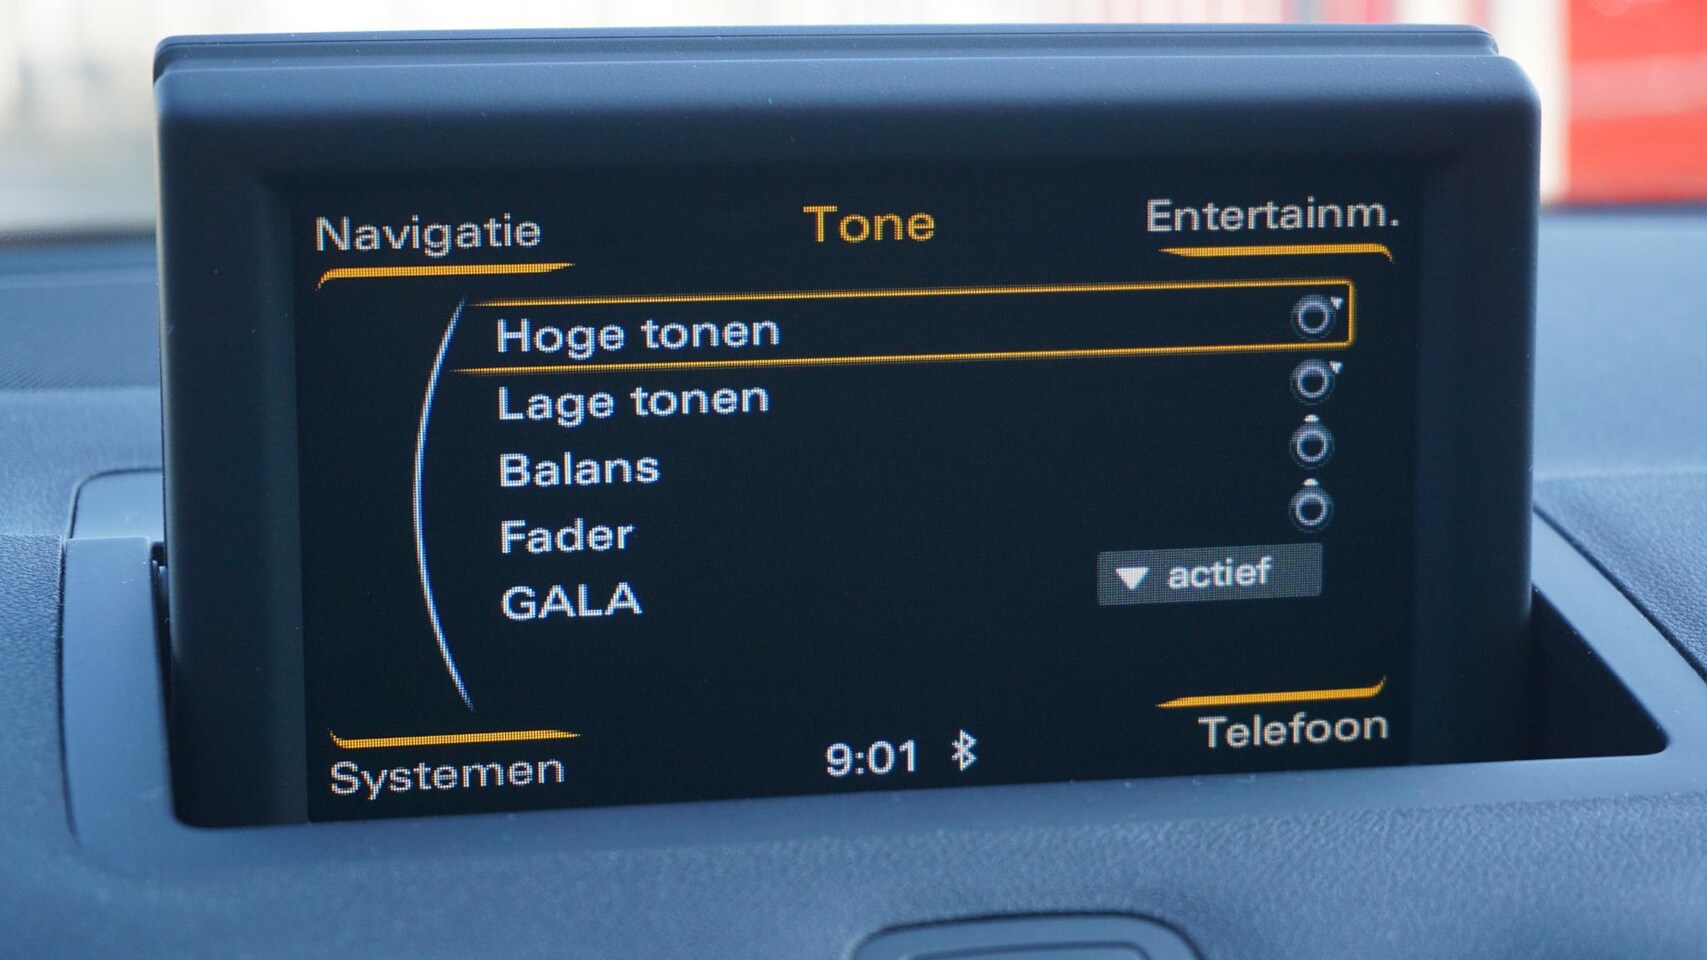 Navigatie
Tone
Entertainm.
Hoge tonen
Lage tonen
Balans
Fader
GALA
actief
Systemen
9:01
Telefoon